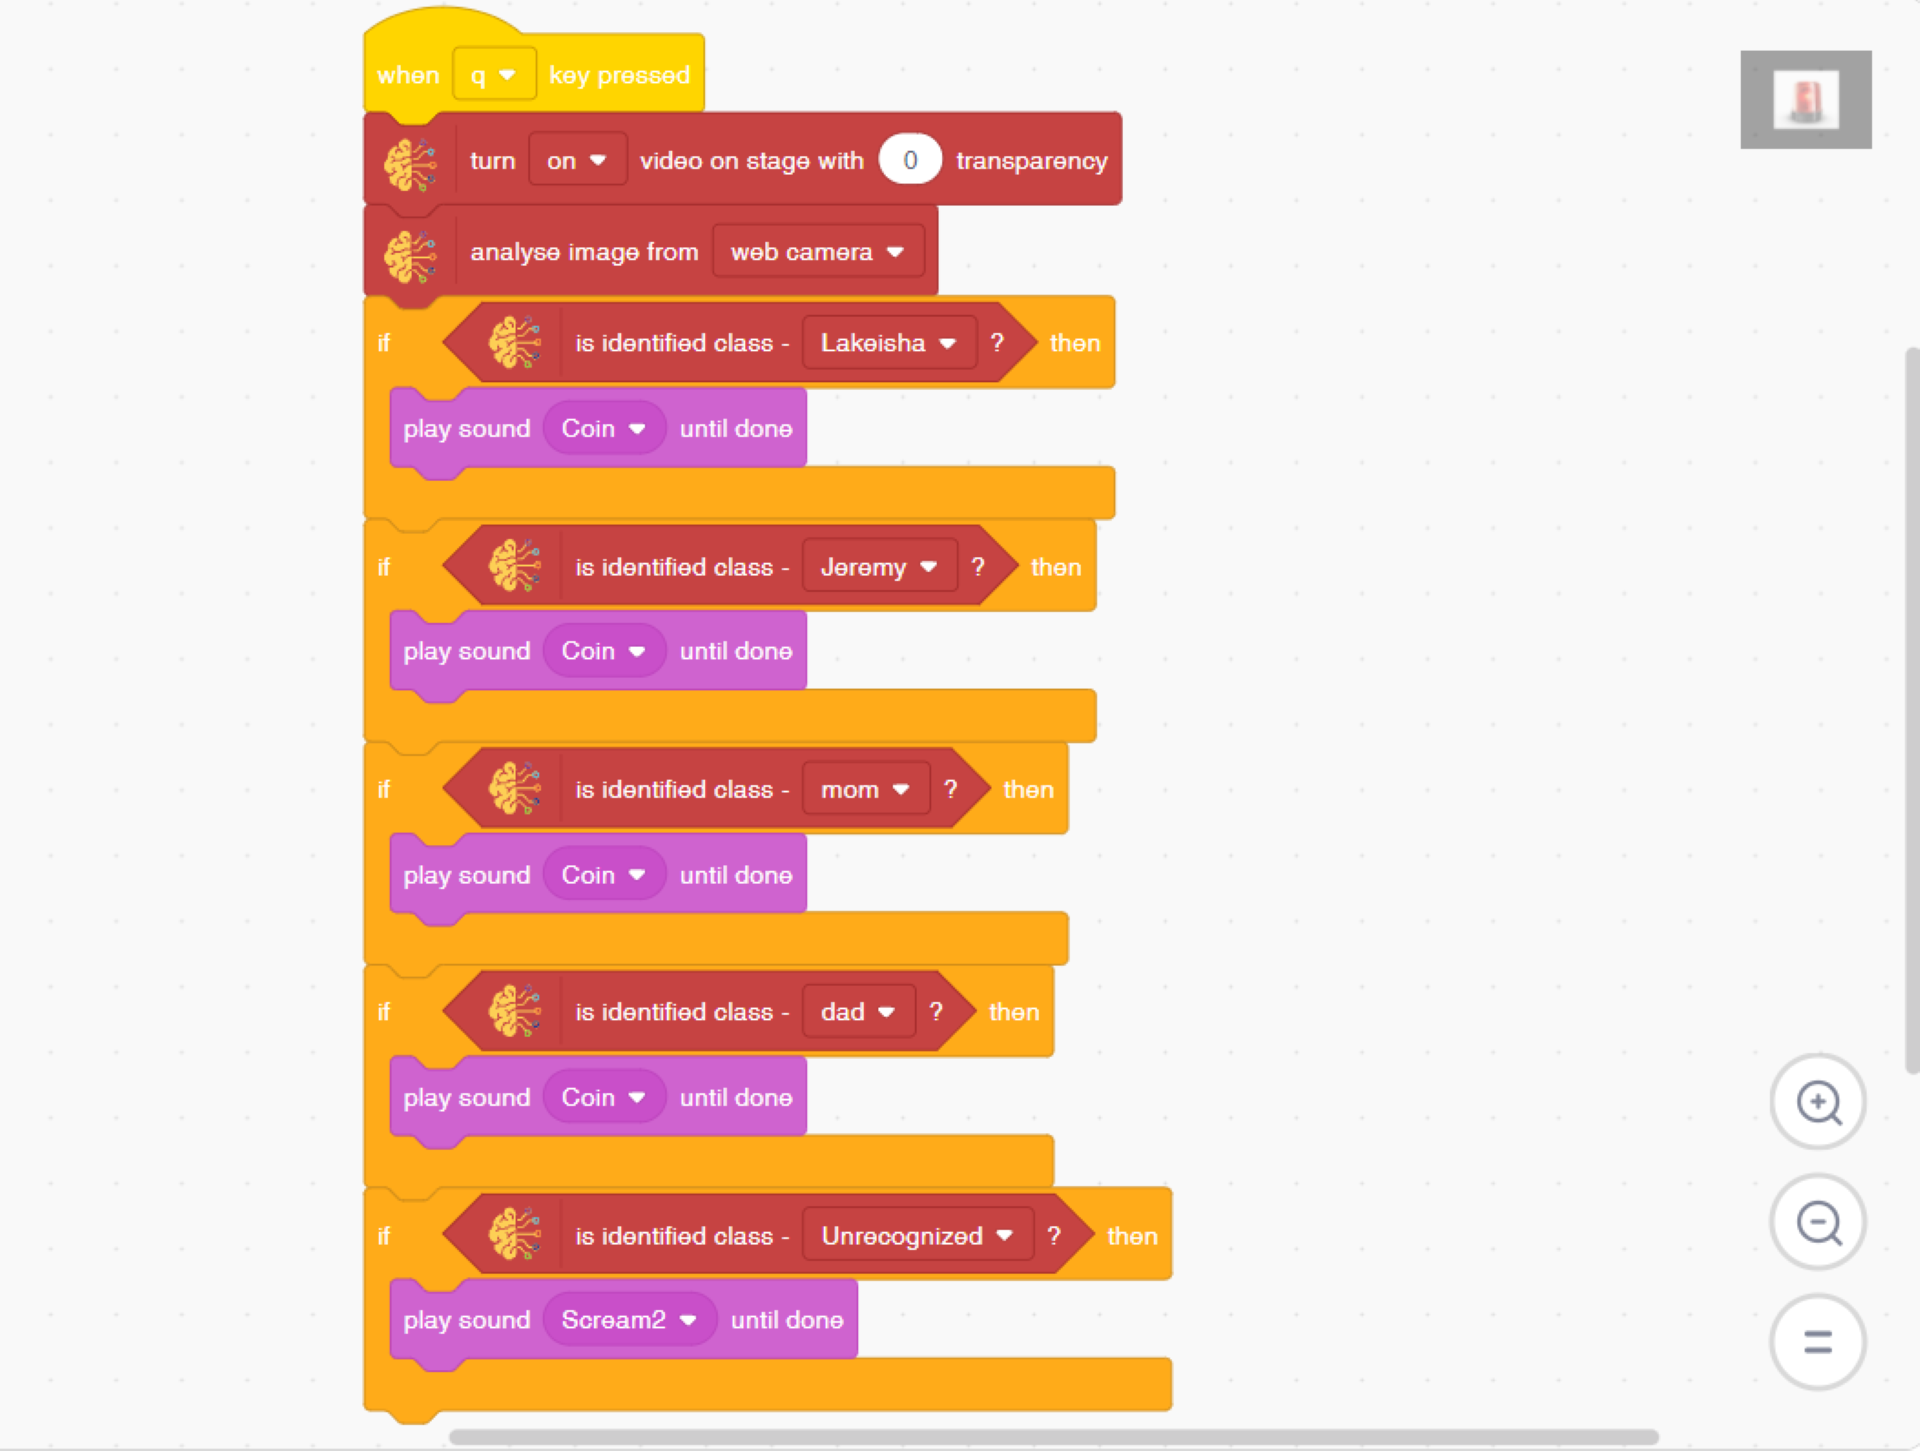 when q key pressed
turn on video on stage with 0 transparency
analyse image from web camera
if is identified class - Lakeisha ? then
play sound Coin until done
if is identified class - Jeremy ? then
play sound Coin until done
if is identified class - mom ? then
play sound Coin until done
if is identified class - dad ? then
play sound Coin until done
if is identified class - Unrecognized ? then
play sound Scream2 until done